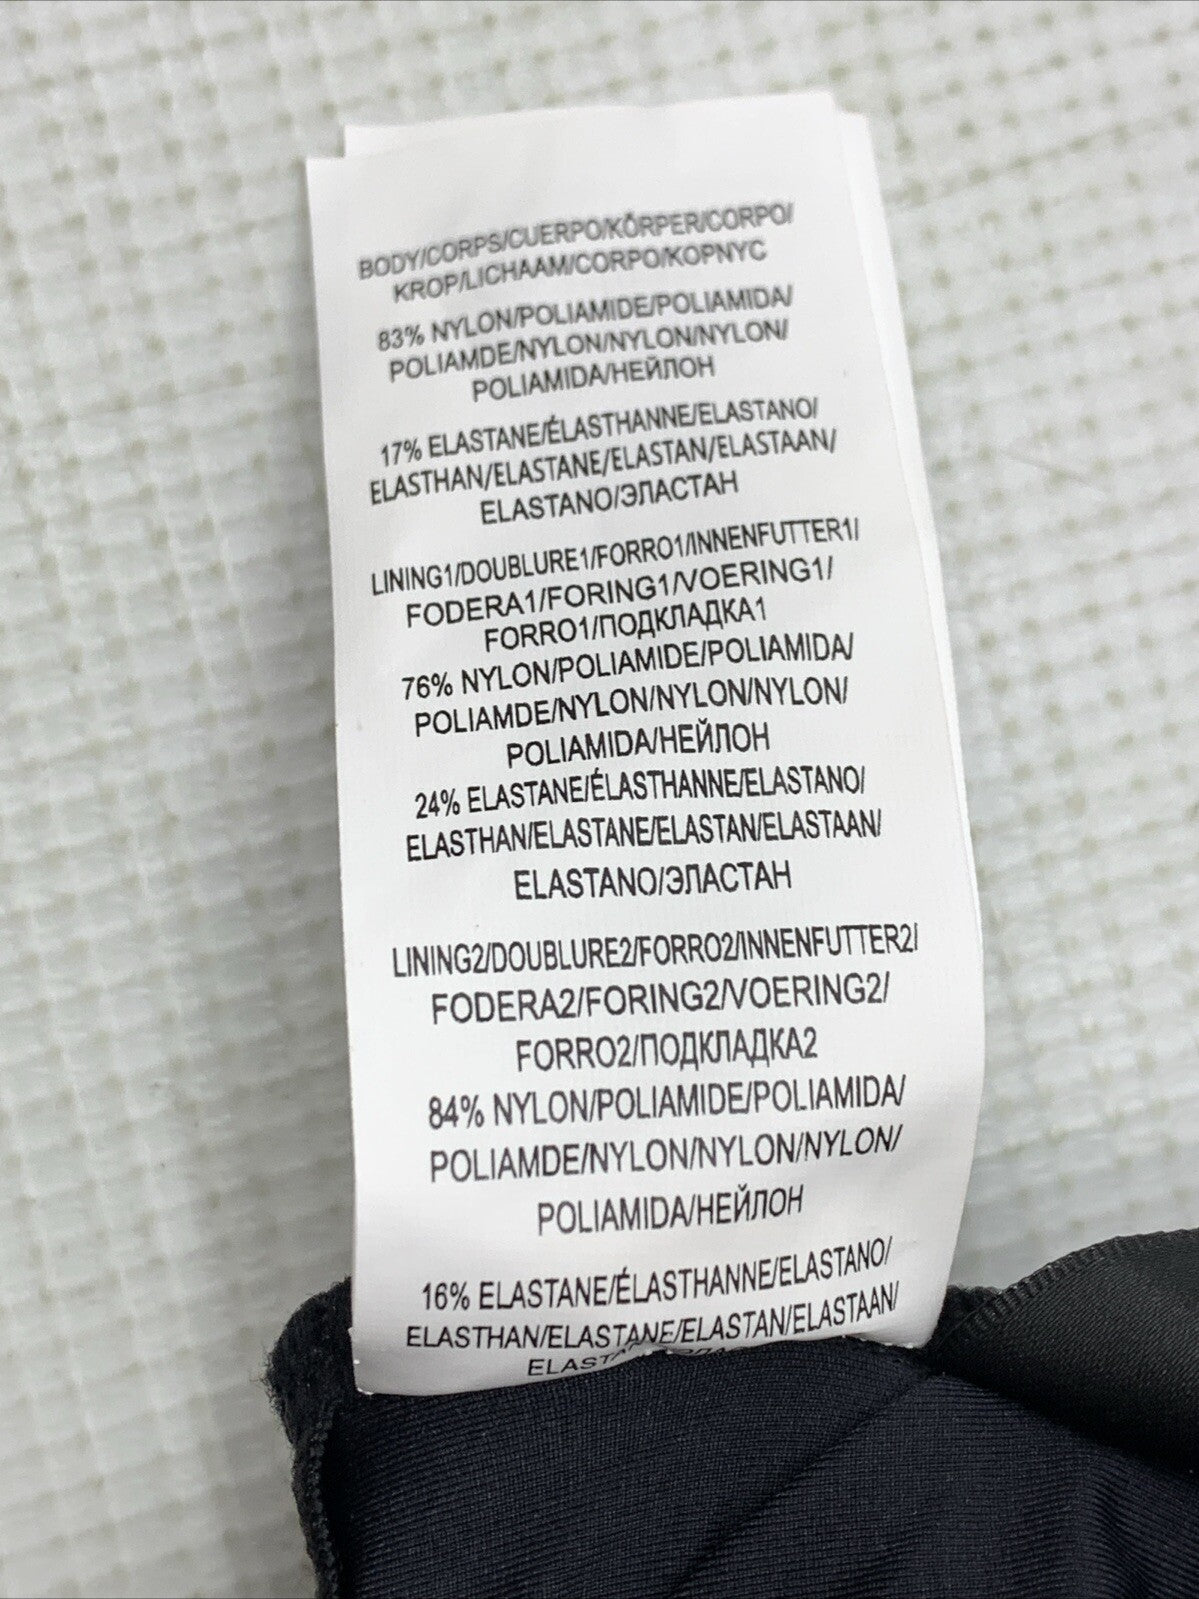 BODY/CORPS/CUERPO/KÖRPER/CORPO/
KROP/LICHAAM/CORPO/KOPNYC
83% NYLON/POLIAMIDE/POLIAMIDA/
POLIAMDE/NYLON/NYLON/NYLON/
POLIAMIDA/НЕЙЛОН
17% ELASTANE/ÉLASTHANNE/ELASTANO/
ELASTHAN/ELASTANE/ELASTAN/ELASTAAN/
ELASTANO/ЭЛАСТАН
LINING1/DOUBLURE1/FORRO1/INNENFUTTER1/
FODERA1/FORING1/VOERING1/
FORRO1/ПОДКЛАДКА1
76% NYLON/POLIAMIDE/POLIAMIDA/
POLIAMDE/NYLON/NYLON/NYLON/
POLIAMIDA/НЕЙЛОН
24% ELASTANE/ÉLASTHANNE/ELASTANO/
ELASTHAN/ELASTANE/ELASTAN/ELASTAAN/
ELASTANO/ЭЛАСТАН
LINING2/DOUBLURE2/FORRO2/INNENFUTTER2/
FODERA2/FORING2/VOERING2/
FORRO2/ПОДКЛАДКА2
84% NYLON/POLIAMIDE/POLIAMIDA/
POLIAMDE/NYLON/NYLON/NYLON/
POLIAMIDA/НЕЙЛОН
16% ELASTANE/ÉLASTHANNE/ELASTANO/
ELASTHAN/ELASTANE/ELASTAN/ELASTAAN/